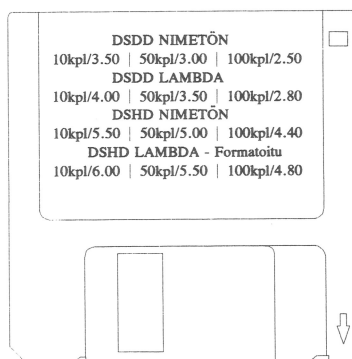 DSDD NIMETÖN
10kpl/3.50 | 50kpl/3.00 | 100kpl/2.50
DSDD LAMBDA
10kpl/4.00 | 50kpl/3.50 | 100kpl/2.80
DSHD NIMETÖN
10kpl/5.50 | 50kpl/5.00 | 100kpl/4.40
DSHD LAMBDA - Formatoitu
10kpl/6.00 | 50kpl/5.50 | 100kpl/4.80